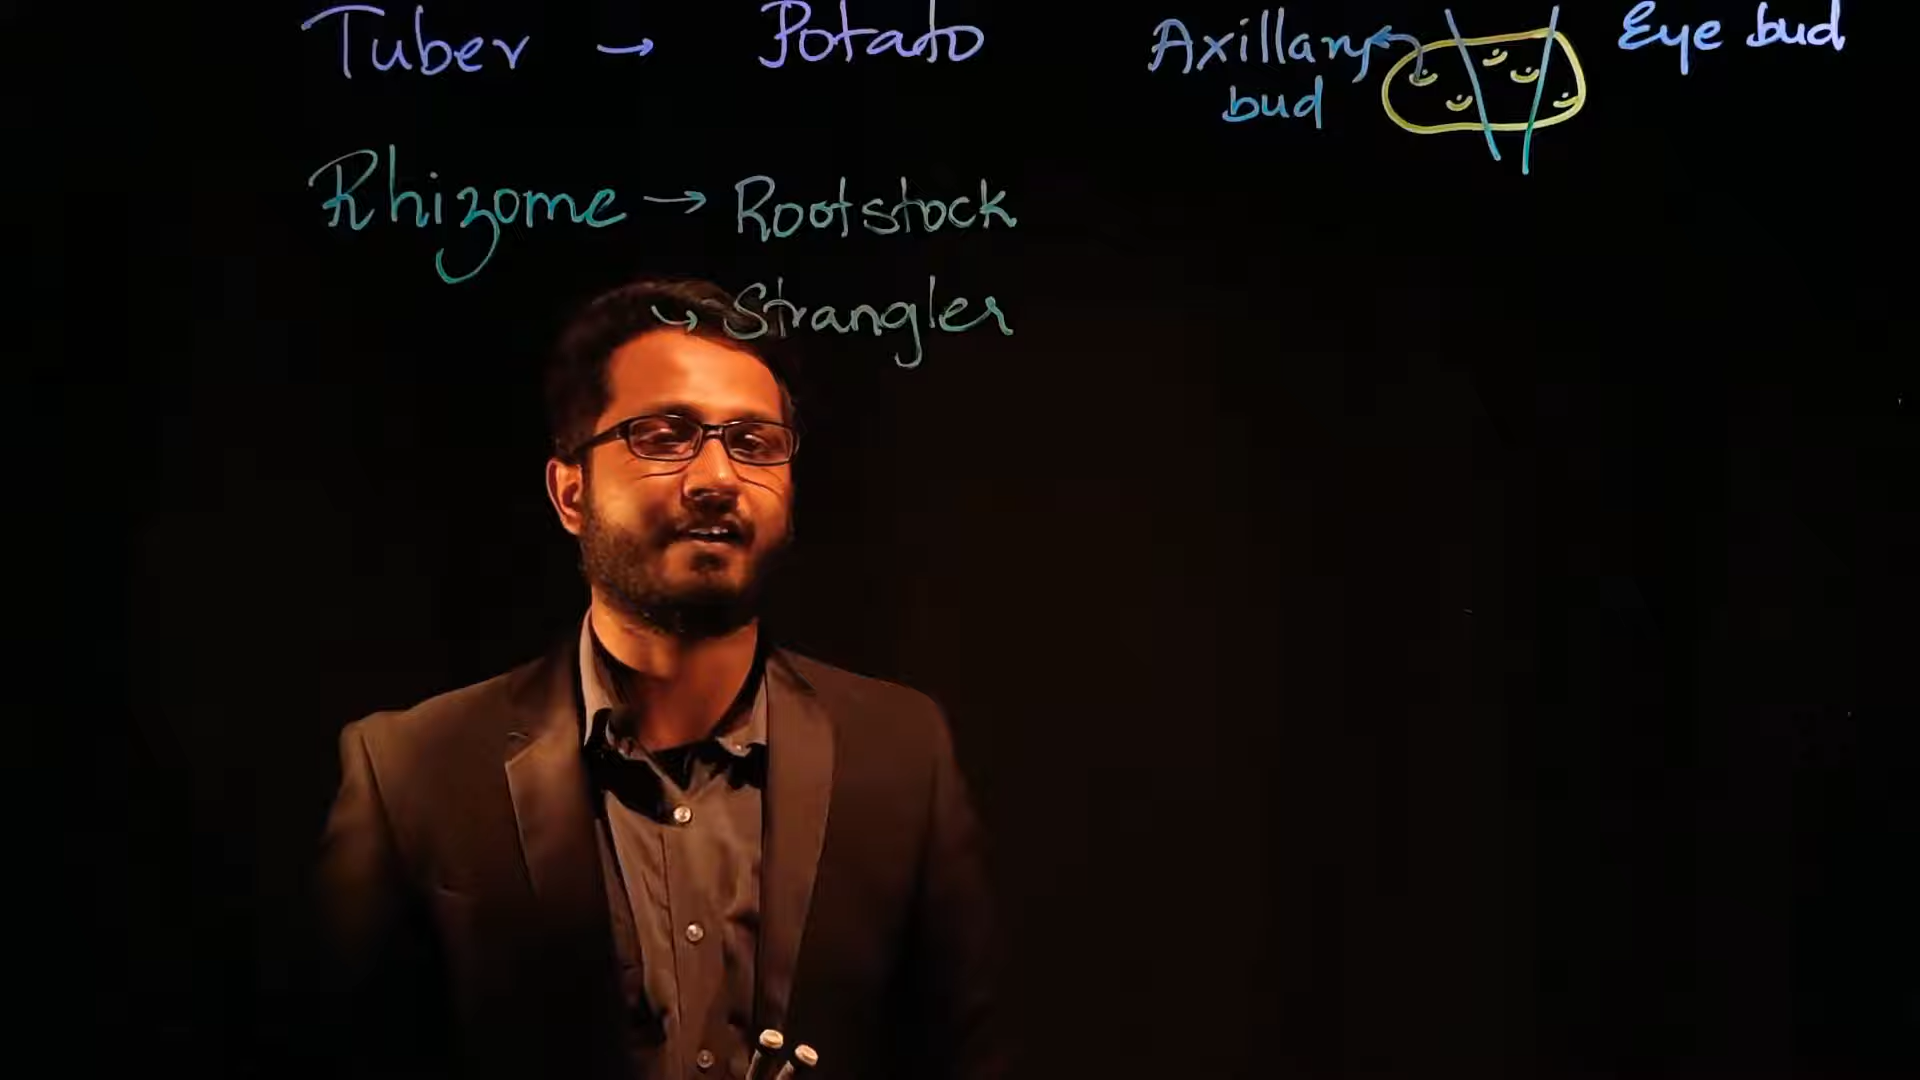 Tuber → Potato
Axillary bud
Eye bud
Rhizome → Rootstock
↳ Strangler